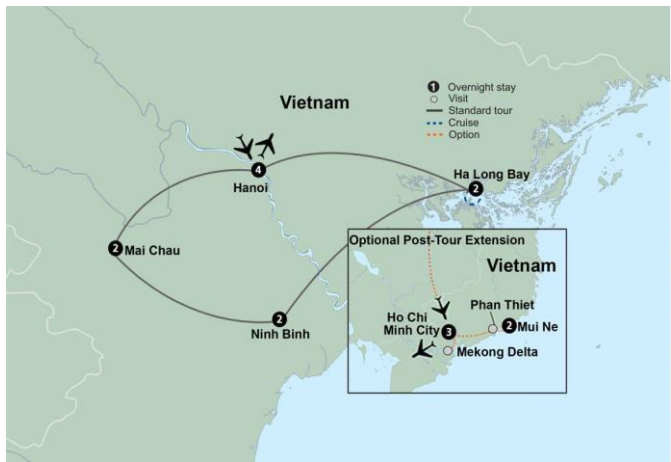 Vietnam
1 Overnight stay
Visit
Standard tour
Cruise
Option
4
Hanoi
Ha Long Bay
2
2 Mai Chau
2
Ninh Binh
Optional Post-Tour Extension
Vietnam
Phan Thiet
Ho Chi
Minh City
3
2 Mui Ne
Mekong Delta